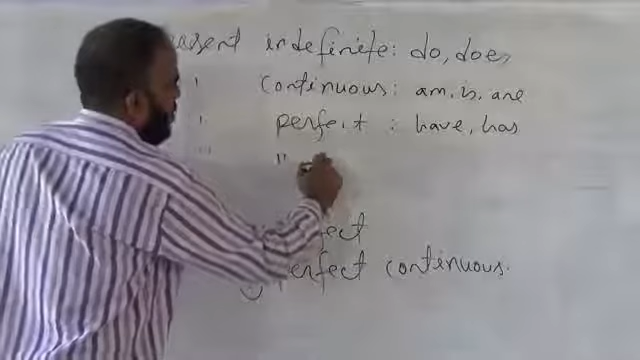 indefinite: do, does
" continuous: am, is, are
" perfect : have, has
" "
perfect continuous.